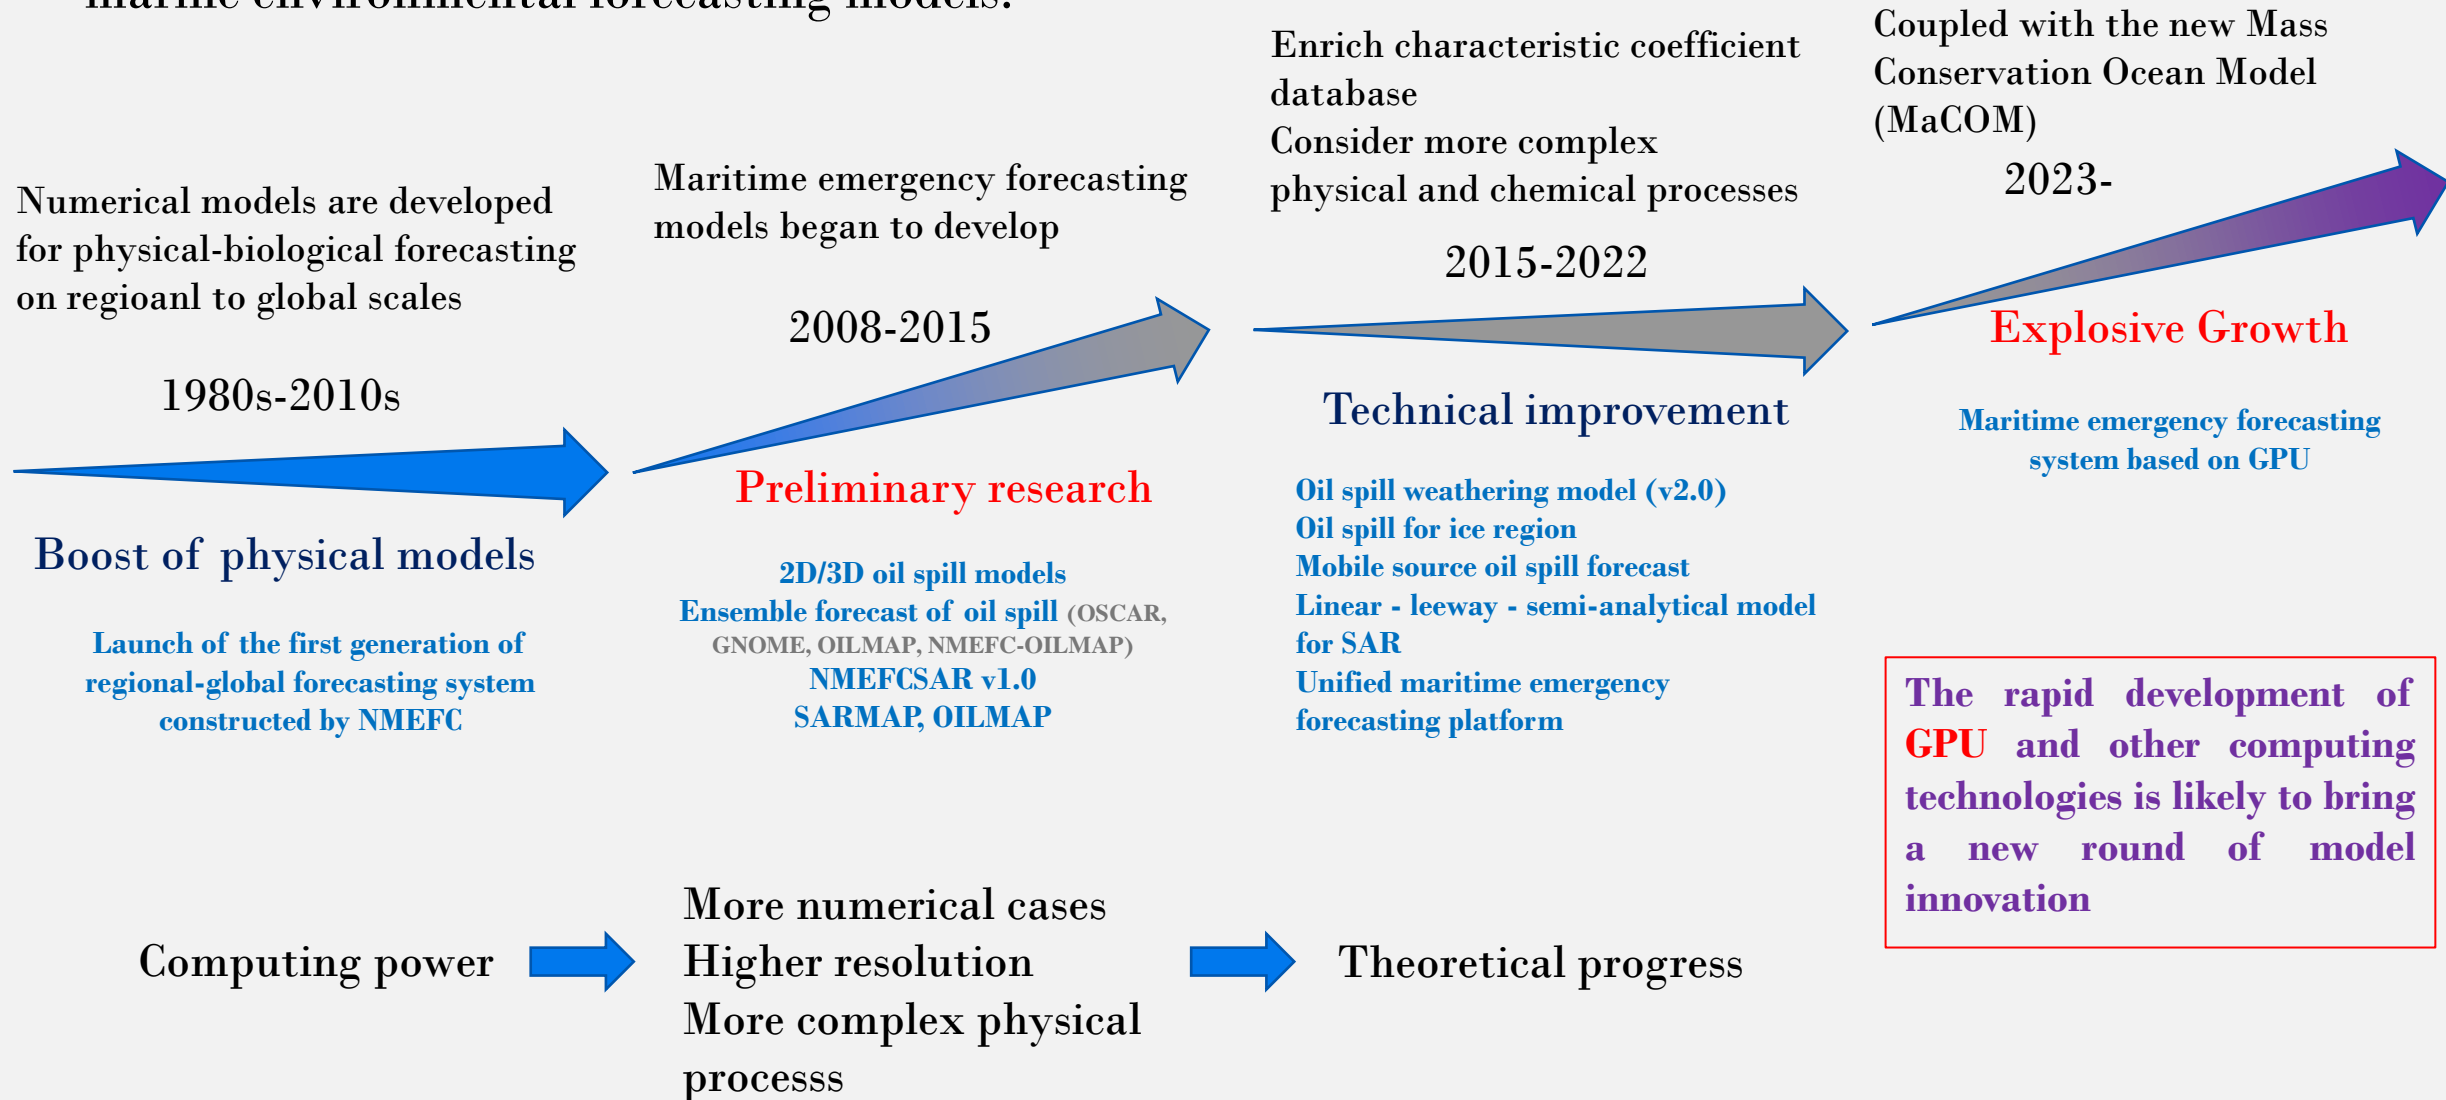 marine environmental forecasting models.
Numerical models are developed
for physical-biological forecasting
on regioanl to global scales
1980s-2010s
Boost of physical models
Launch of the first generation of
regional-global forecasting system
constructed by NMEFC
Maritime emergency forecasting
models began to develop
2008-2015
Preliminary research
2D/3D oil spill models
Ensemble forecast of oil spill (OSCAR,
GNOME, OILMAP, NMEFC-OILMAP)
NMEFCSAR v1.0
SARMAP, OILMAP
Enrich characteristic coefficient
database
Consider more complex
physical and chemical processes
2015-2022
Technical improvement
Oil spill weathering model (v2.0)
Oil spill for ice region
Mobile source oil spill forecast
Linear - leeway - semi-analytical model
for SAR
Unified maritime emergency
forecasting platform
Coupled with the new Mass
Conservation Ocean Model
(MaCOM)
2023-
Explosive Growth
Maritime emergency forecasting
system based on GPU
The rapid development of
GPU and other computing
technologies is likely to bring
a new round of model
innovation
Computing power
More numerical cases
Higher resolution
More complex physical
processs
Theoretical progress